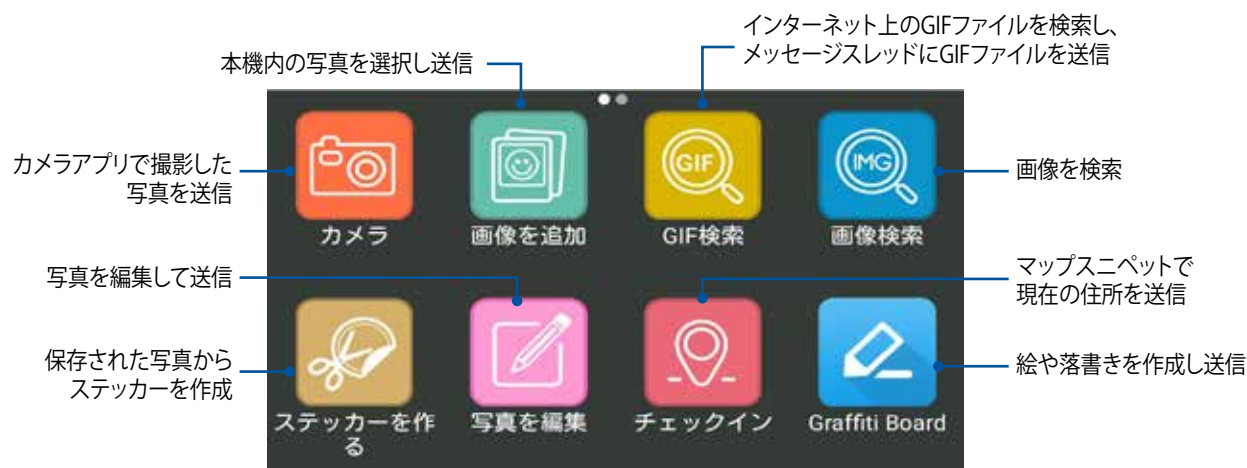 インターネット上のGIFファイルを検索し、
メッセージスレッドにGIFファイルを送信
本機内の写真を選択し送信
カメラアプリで撮影した
写真を送信
画像を検索
GIF
IMG
カメラ
画像を追加
GIF検索
画像検索
写真を編集して送信
マップスニペットで
現在の住所を送信
保存された写真から
ステッカーを作成
絵や落書きを作成し送信
ステッカーを作
る
写真を編集
チェックイン
Graffiti Board